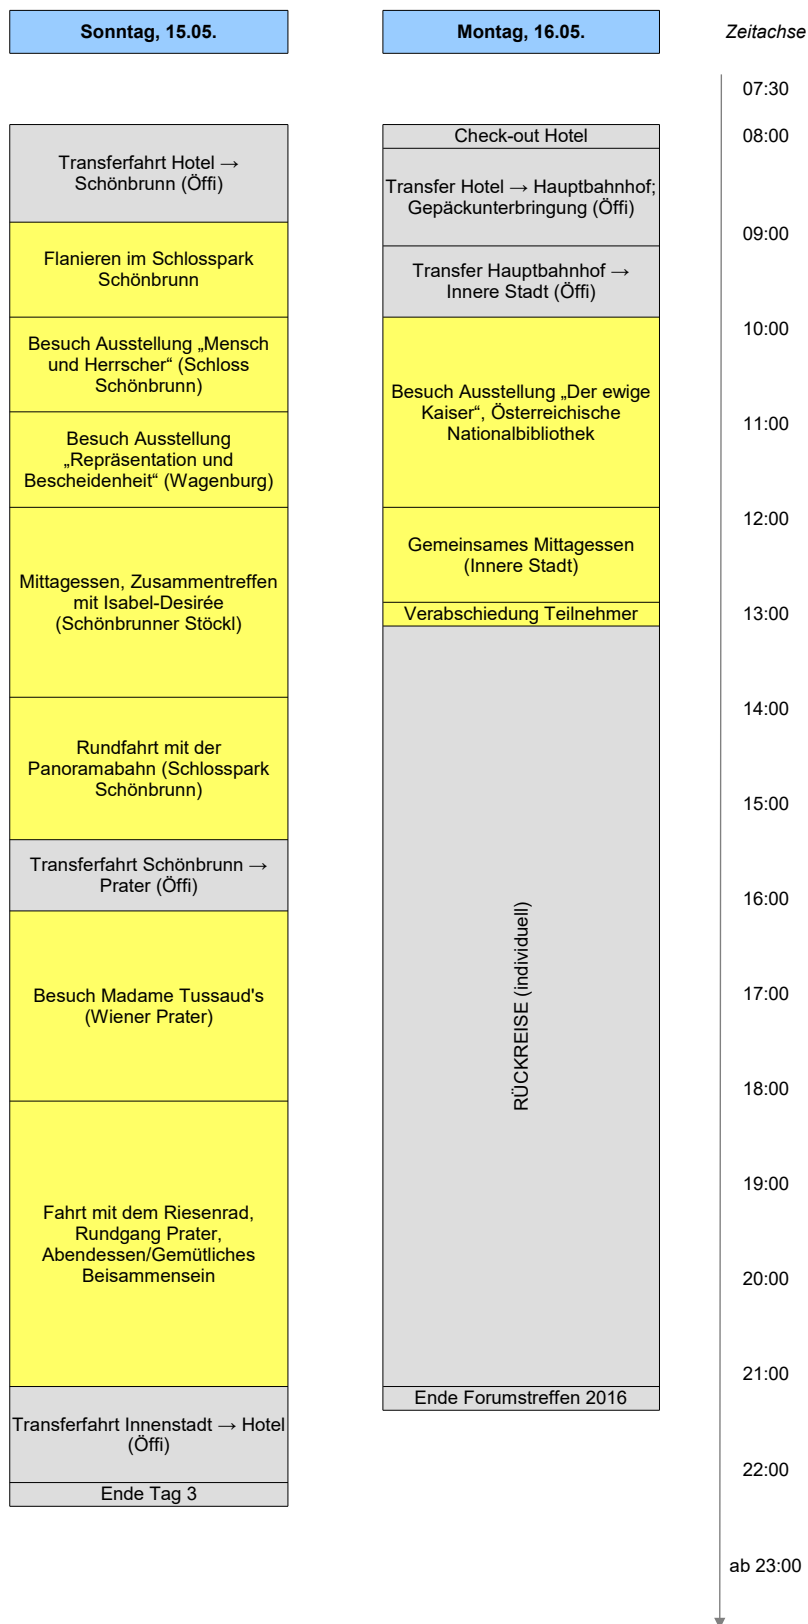 Sonntag, 15.05.
Montag, 16.05.
Zeitachse
07:30
08:00
09:00
10:00
11:00
12:00
13:00
14:00
15:00
16:00
17:00
18:00
19:00
20:00
21:00
22:00
ab 23:00
Transferfahrt Hotel →
Schönbrunn (Öffi)
Flanieren im Schlosspark
Schönbrunn
Besuch Ausstellung „Mensch
und Herrscher“ (Schloss
Schönbrunn)
Besuch Ausstellung
„Repräsentation und
Bescheidenheit“ (Wagenburg)
Mittagessen, Zusammentreffen
mit Isabel-Desirée
(Schönbrunner Stöckl)
Rundfahrt mit der
Panoramabahn (Schlosspark
Schönbrunn)
Transferfahrt Schönbrunn →
Prater (Öffi)
Besuch Madame Tussaud's
(Wiener Prater)
Fahrt mit dem Riesenrad,
Rundgang Prater,
Abendessen/Gemütliches
Beisammensein
Transferfahrt Innenstadt → Hotel
(Öffi)
Ende Tag 3
Check-out Hotel
Transfer Hotel → Hauptbahnhof;
Gepäckunterbringung (Öffi)
Transfer Hauptbahnhof →
Innere Stadt (Öffi)
Besuch Ausstellung „Der ewige
Kaiser“, Österreichische
Nationalbibliothek
Gemeinsames Mittagessen
(Innere Stadt)
Verabschiedung Teilnehmer
RÜCKREISE (individuell)
Ende Forumstreffen 2016